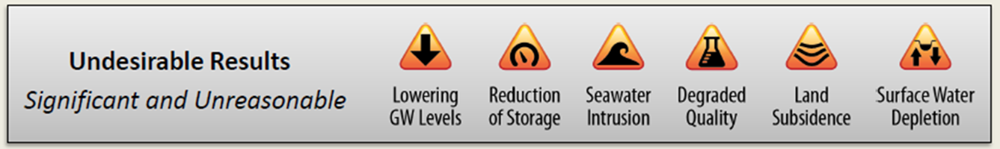 Undesirable Results
Significant and Unreasonable
Lowering
GW Levels
Reduction
of Storage
Seawater
Intrusion
Degraded
Quality
Land
Subsidence
Surface Water
Depletion